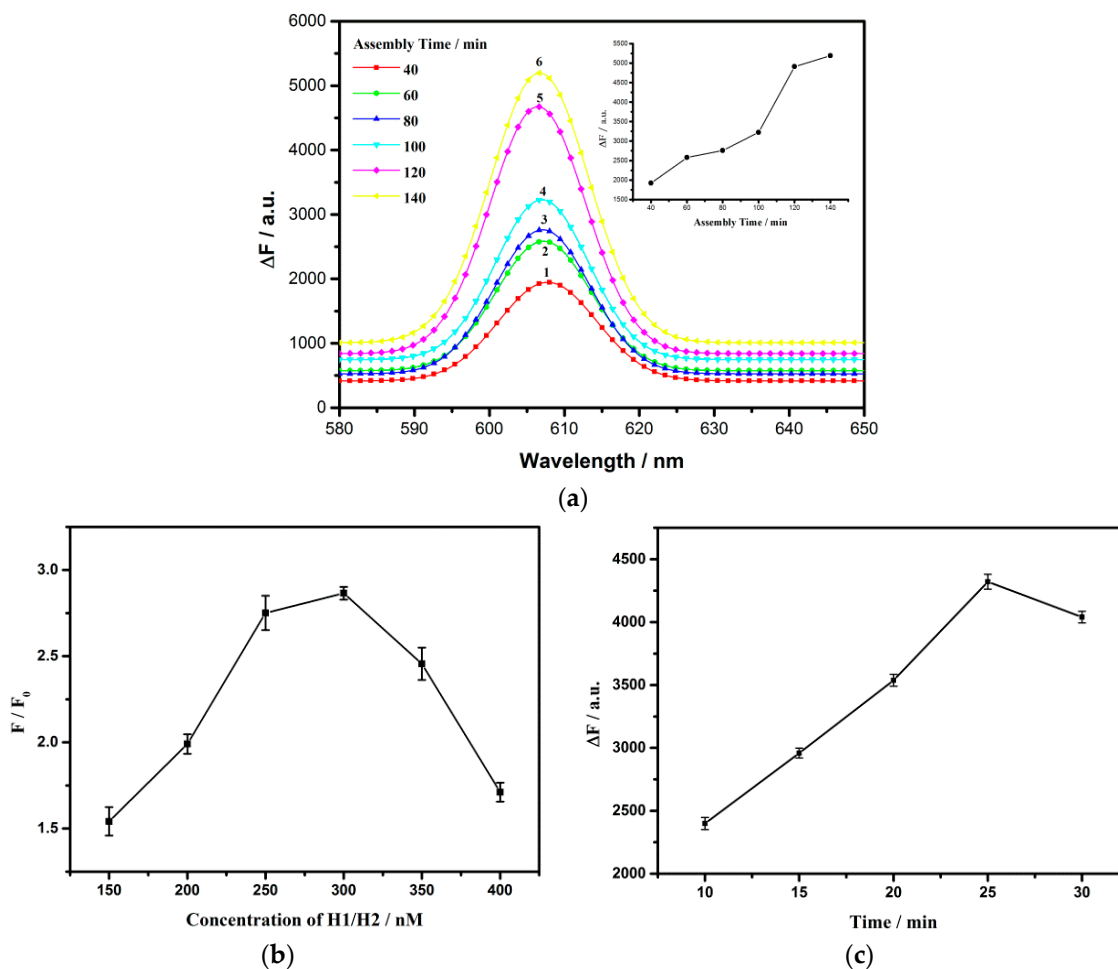 6000
5000
4000
3000
2000
1000
0
ΔF / a.u.
Assembly Time / min
40
60
80
100
120
140
6
5
4
3
2
1
5500
5000
4500
4000
3500
3000
2500
2000
1500
ΔF / a.u.
40 60 80 100 120 140
Assembly Time / min
580 590 600 610 620 630 640 650
Wavelength / nm
(a)
3.0
2.5
2.0
1.5
F / F₀
150 200 250 300 350 400
Concentration of H1/H2 / nM
(b)
4500
4000
3500
3000
2500
2000
ΔF / a.u.
10 15 20 25 30
Time / min
(c)